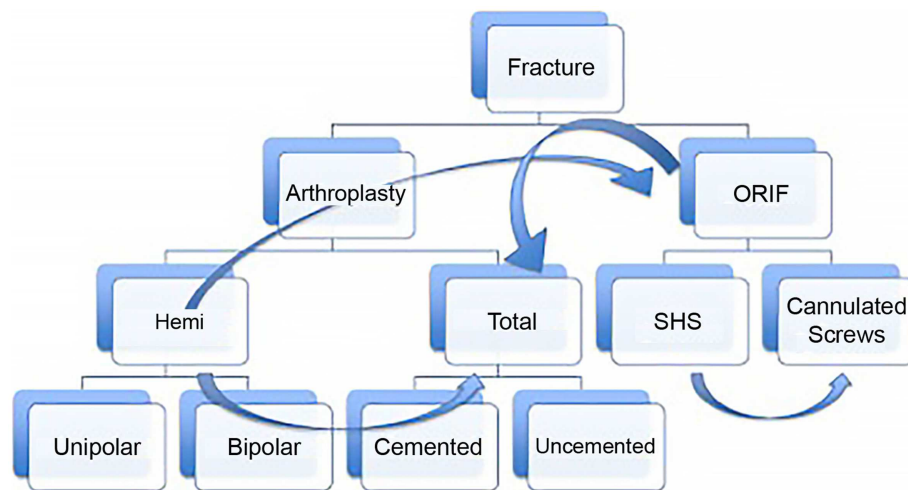 Fracture
Arthroplasty
ORIF
Hemi
Total
SHS
Cannulated
Screws
Unipolar
Bipolar
Cemented
Uncemented